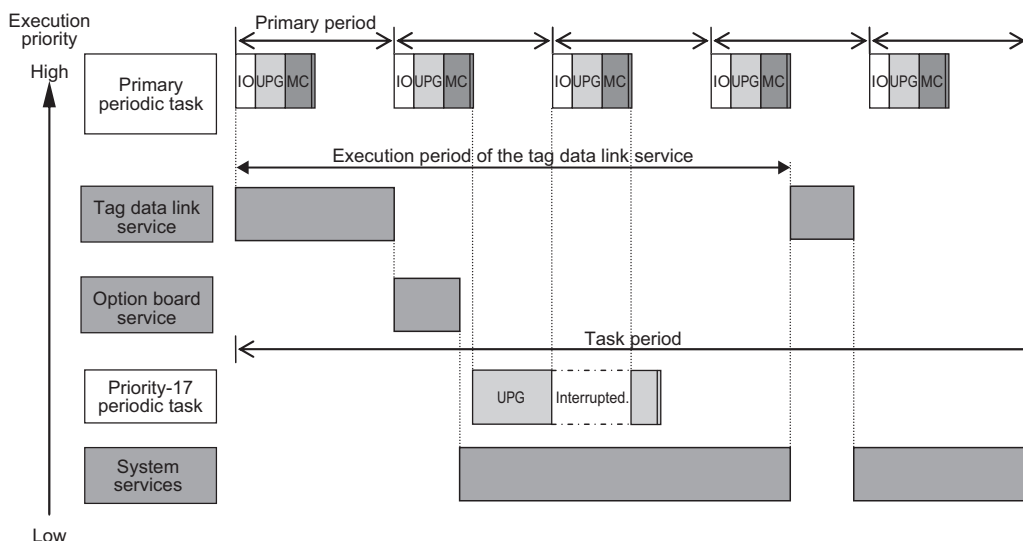 Execution
priority
High
Primary period
Primary
periodic task
IO UPG MC
IO UPG MC
IO UPG MC
IO UPG MC
IO UPG MC
Execution period of the tag data link service
Tag data link
service
Option board
service
Task period
Priority-17
periodic task
UPG
Interrupted.
System
services
Low